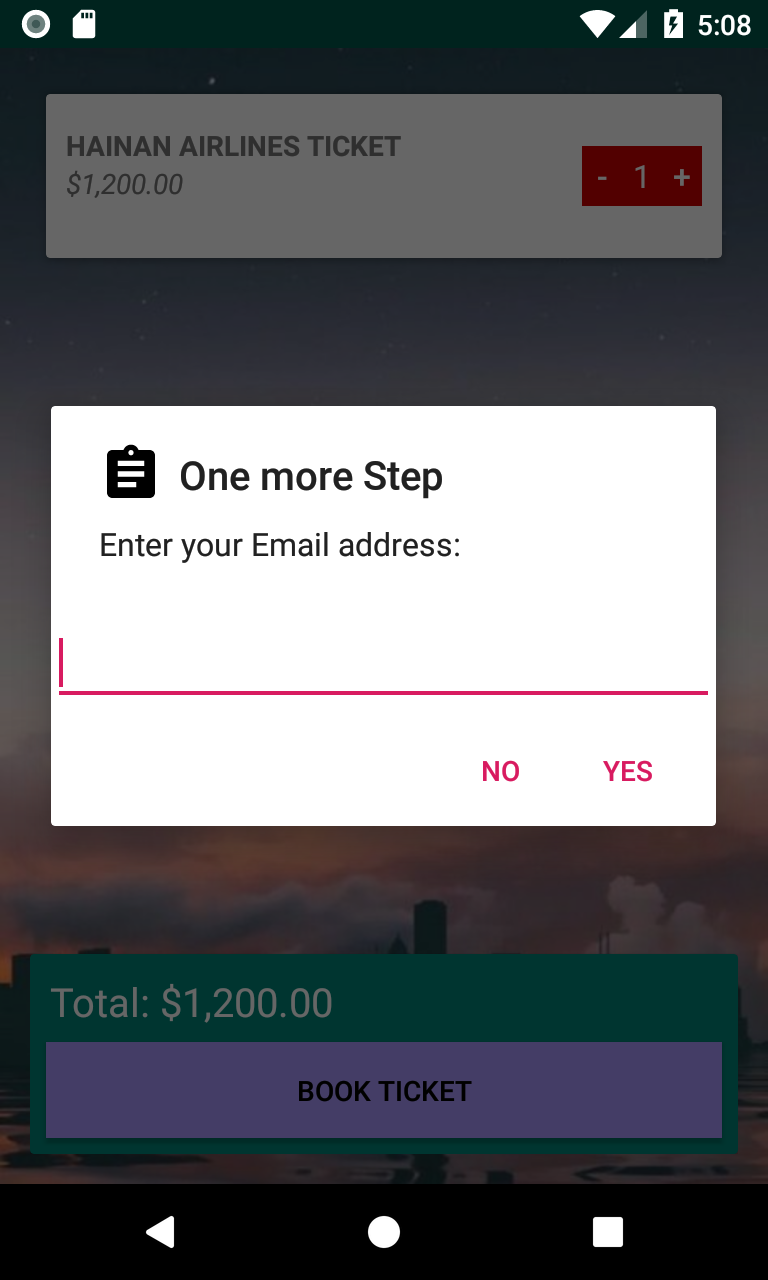 5:08
HAINAN AIRLINES TICKET
$1,200.00
- 1 +
One more Step
Enter your Email address:
NO YES
Total: $1,200.00
BOOK TICKET